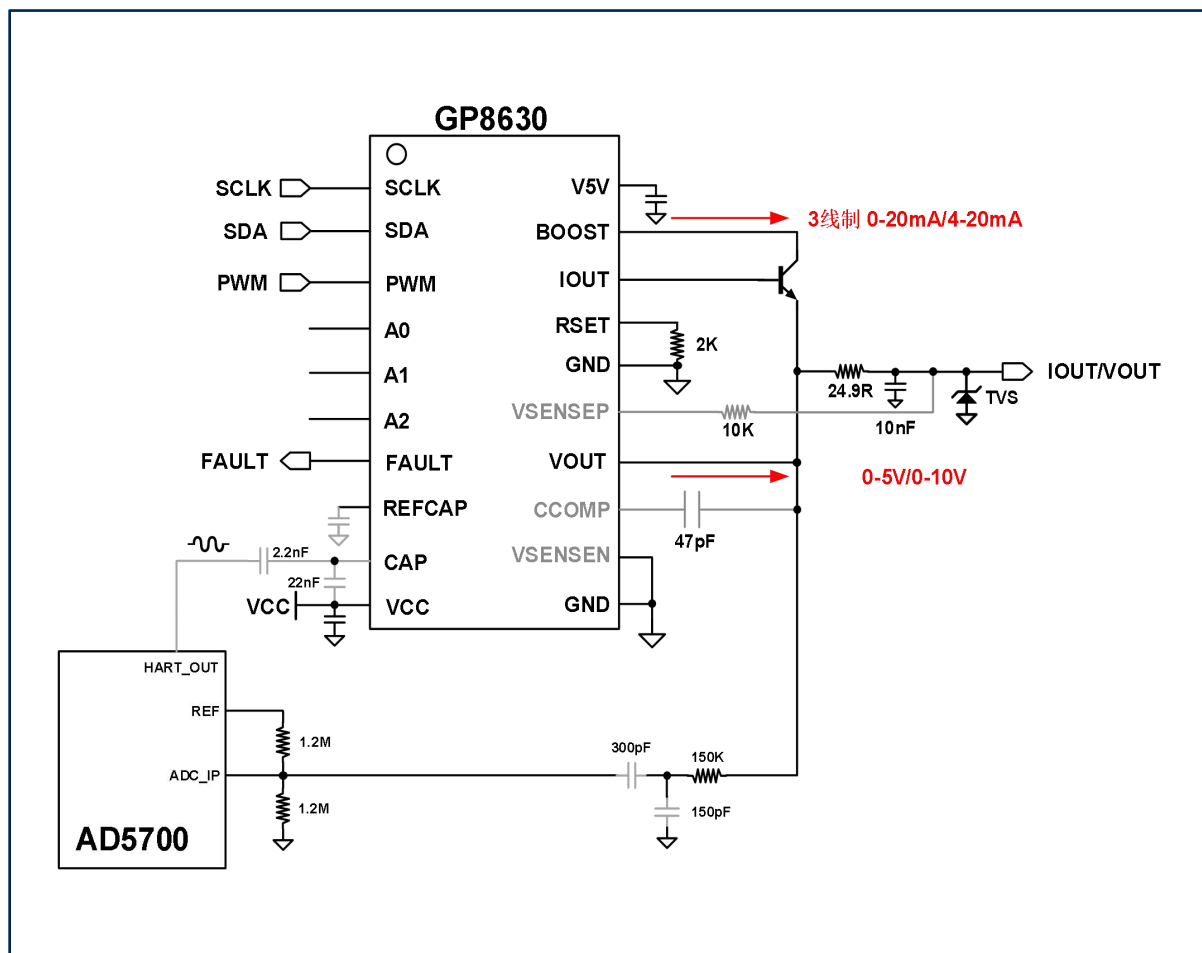 GP8630
SCLK
SCLK
V5V
3线制 0-20mA/4-20mA
SDA
SDA
BOOST
PWM
PWM
IOUT
A0
RSET
2K
GND
A1
24.9R
IOUT/VOUT
TVS
A2
VSENSEP
10K
10nF
FAULT
FAULT
VOUT
0-5V/0-10V
REFCAP
CCOMP
47pF
2.2nF
CAP
VSENSEN
22nF
VCC
VCC
GND
HART_OUT
REF
1.2M
300pF
150K
ADC_IP
1.2M
150pF
AD5700